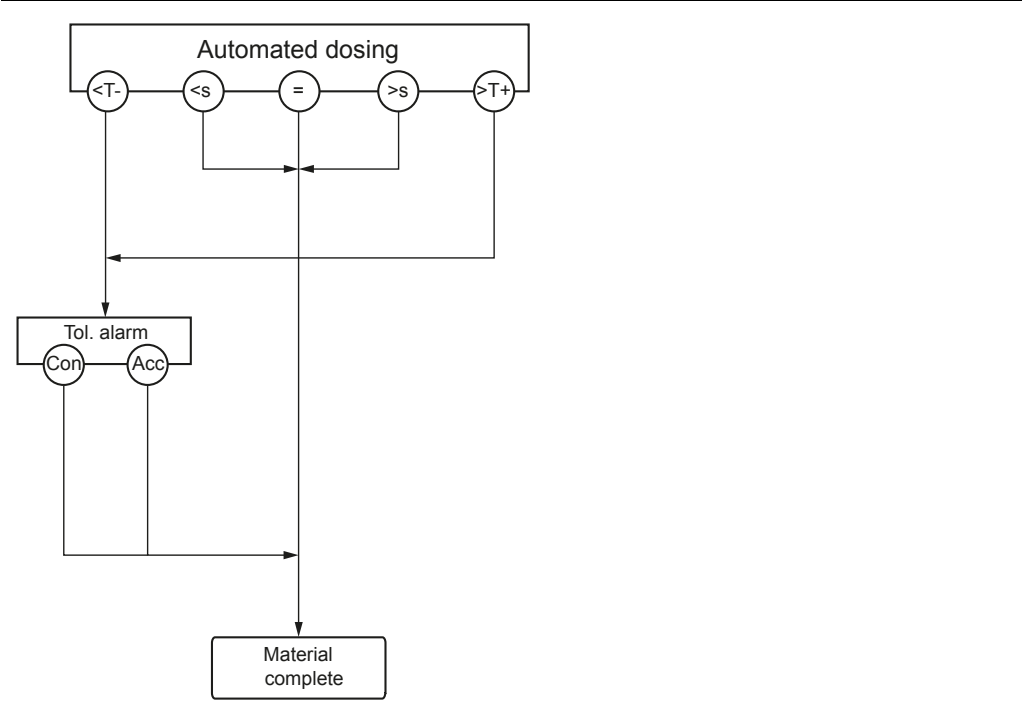 Automated dosing
<T- <s = >s >T+
Tol. alarm
Con Acc
Material
complete